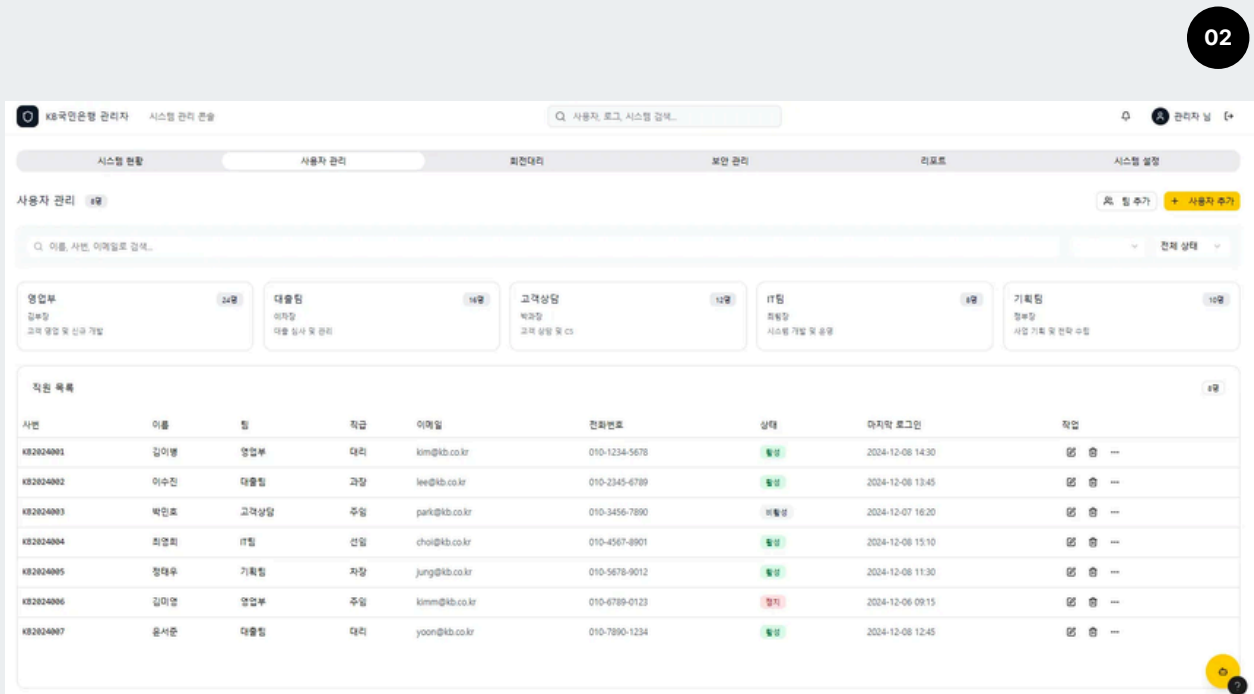 02
KB국민은행 관리자 시스템 관리 콘솔 사용자, 로그, 시스템 검색... 관리자 님
시스템 현황 사용자 관리 회전대리 보안 관리 리포트 시스템 설정
사용자 관리 8명 팀 추가 + 사용자 추가
이름, 사번, 이메일로 검색... 전체 상태
영업부 24명 대출팀 16명 고객상담 12명 IT팀 8명 기획팀 10명
김부장 이차장 박과장 최팀장 정부장
고객 영업 및 신규 개발 대출 심사 및 관리 고객 상담 및 CS 시스템 개발 및 운영 사업 기획 및 전략 수립
직원 목록 8명
사번 이름 팀 직급 이메일 전화번호 상태 마지막 로그인 작업
KB2024001 김이병 영업부 대리 kim@kb.co.kr 010-1234-5678 활성 2024-12-08 14:30
KB2024002 이수진 대출팀 과장 lee@kb.co.kr 010-2345-6789 활성 2024-12-08 13:45
KB2024003 박민호 고객상담 주임 park@kb.co.kr 010-3456-7890 비활성 2024-12-07 16:20
KB2024004 최영희 IT팀 선임 choi@kb.co.kr 010-4567-8901 활성 2024-12-08 15:10
KB2024005 정태우 기획팀 차장 jung@kb.co.kr 010-5678-9012 활성 2024-12-08 11:30
KB2024006 김미영 영업부 주임 kimm@kb.co.kr 010-6789-0123 정지 2024-12-06 09:15
KB2024007 윤서준 대출팀 대리 yoon@kb.co.kr 010-7890-1234 활성 2024-12-08 12:45
?